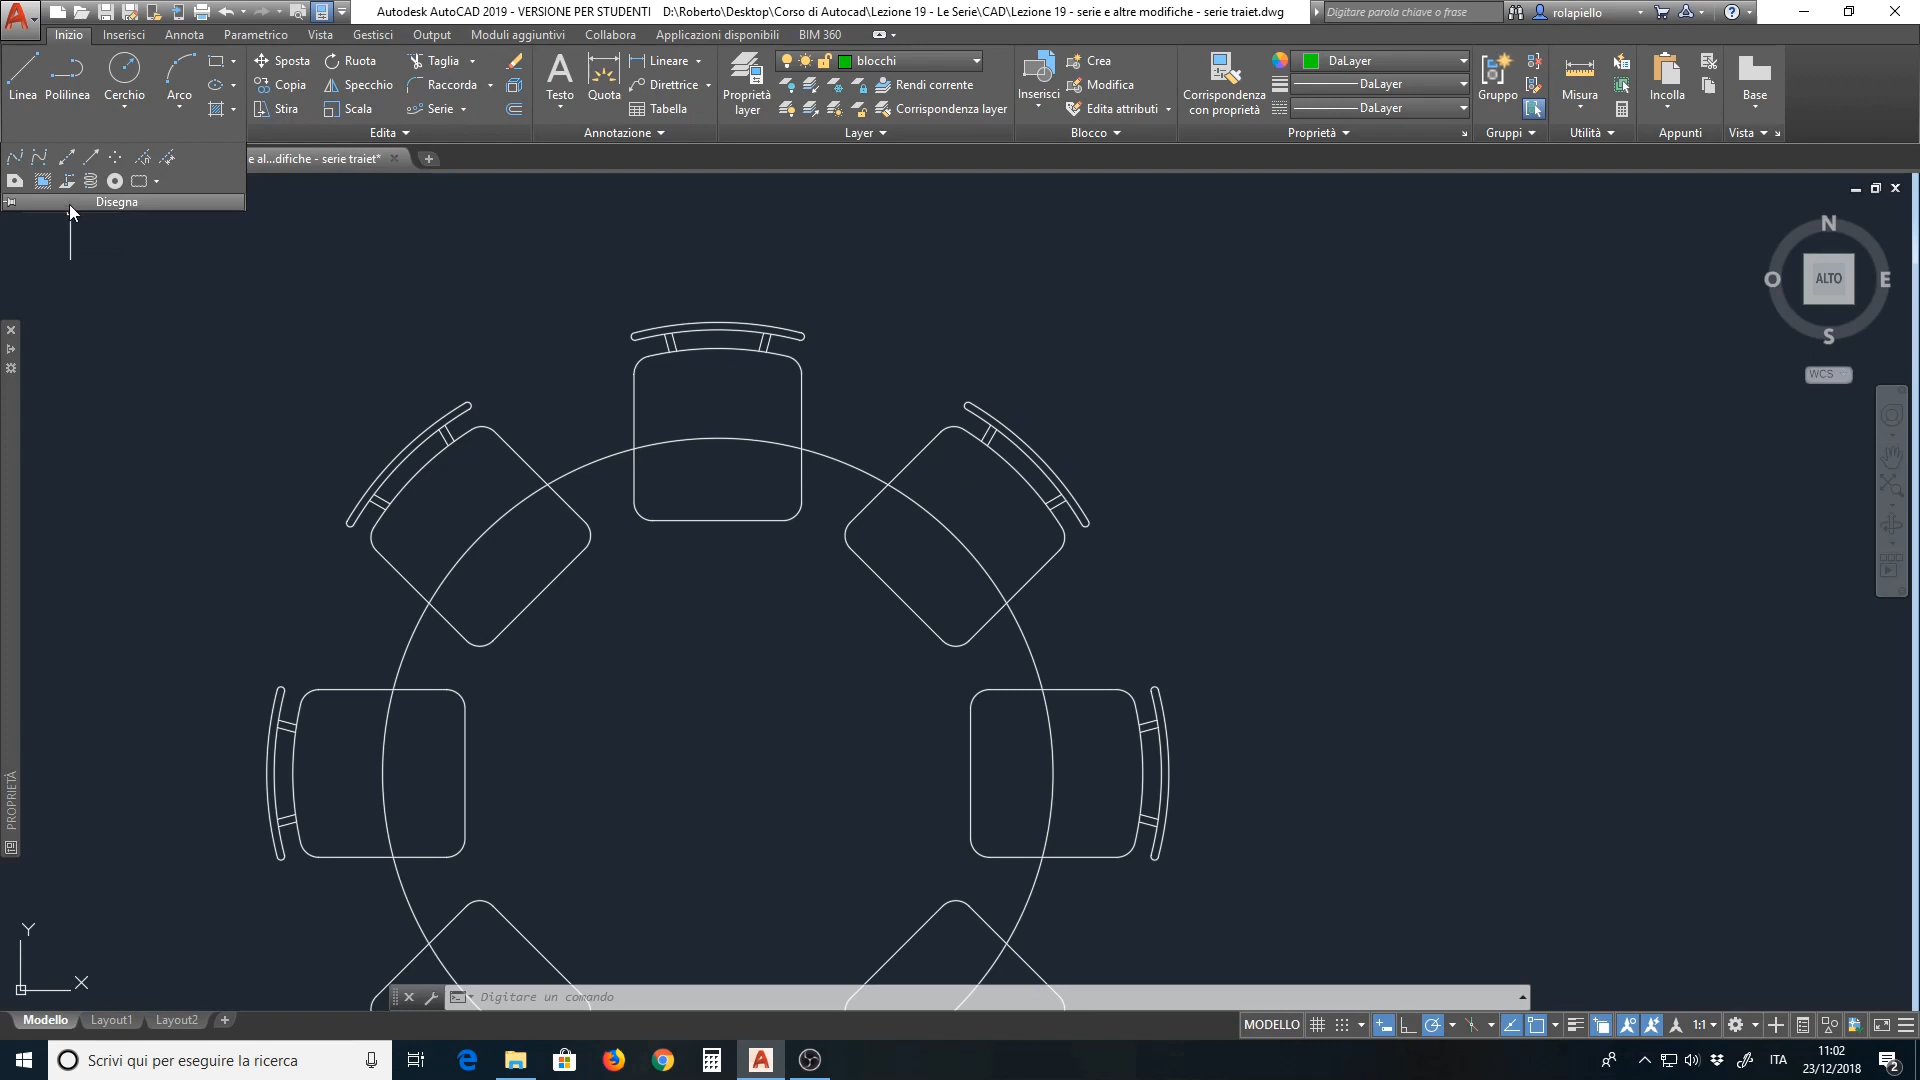 Autodesk AutoCAD 2019 - VERSIONE PER STUDENTI D:\Roberto\Desktop\Corso di Autocad\Lezione 19 - Le Serie\CAD\Lezione 19 - serie e altre modifiche - serie traiet.dwg
Digitare parola chiave o frase
rolapiello
Inizio Inserisci Annota Parametrico Vista Gestisci Output Moduli aggiuntivi Collabora Applicazioni disponibili BIM 360
Linea Polilinea Cerchio Arco
Sposta Ruota Taglia
Copia Specchio Raccorda
Stira Scala Serie
Edita
Testo Quota
Lineare
Direttrice
Tabella
Annotazione
Proprietà
layer
blocchi
Rendi corrente
Corrispondenza layer
Layer
Inserisci
Crea
Modifica
Edita attributi
Blocco
Corrispondenza
con proprietà
DaLayer
DaLayer
DaLayer
Proprietà
Gruppo
Gruppi
Misura
Utilità
Incolla
Appunti
Base
Vista
Disegna
e al...difiche - serie traiet*
N
O ALTO E
S
WCS
PROPRIETÀ
Y
X
Digitare un comando
Modello Layout1 Layout2
MODELLO 1:1
Scrivi qui per eseguire la ricerca
ITA
11:02
23/12/2018
2